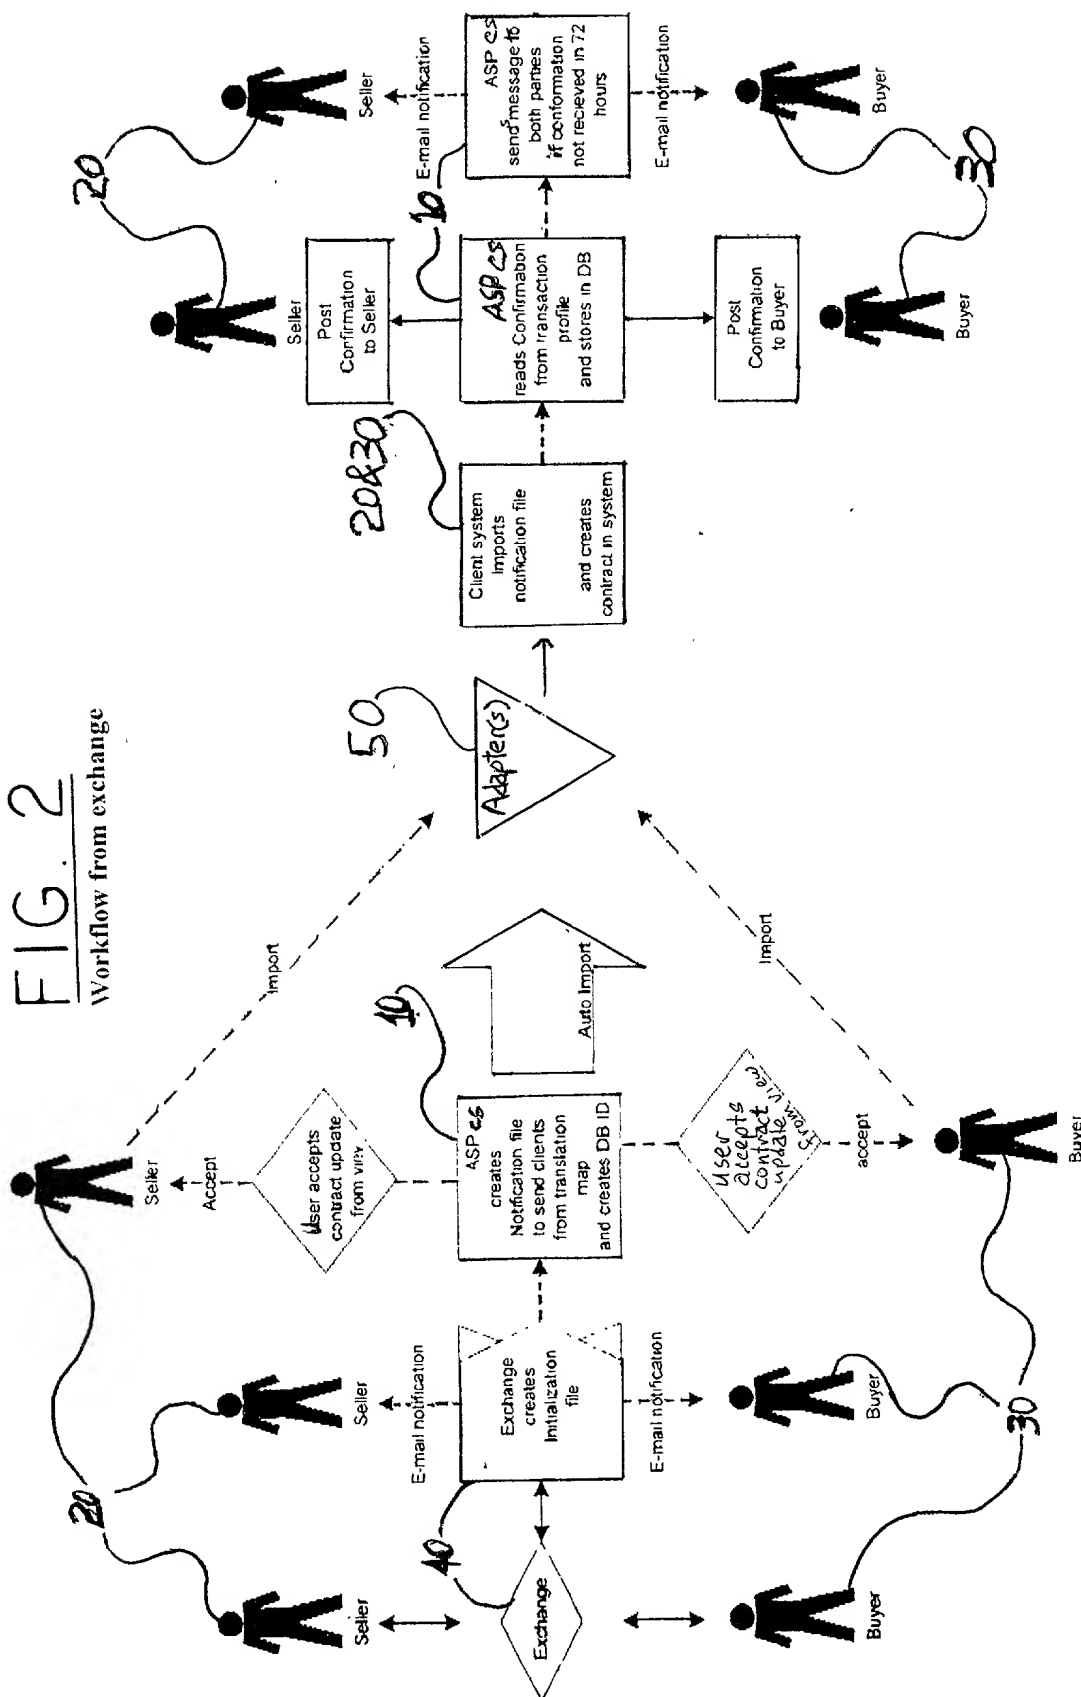 FIG. 2
Workflow from exchange
20
Seller
Exchange
Buyer
40
Seller
E-mail notification
Exchange
creates
Initialization
file
E-mail notification
Buyer
30
Seller
Accept
User accepts
contract update
from view
10
ASP cs
creates
Notification file
to send clients
from translation
map
and creates DB ID
User
accepts
contract
update
from view
accept
Buyer
Import
Auto Import
Import
50
Adapter(s)
20&30
Client system
Imports
notification file
and creates
contract in system
20
Seller
Post
Confirmation
to Seller
10
ASP cs
reads Confirmation
from transaction
profile
and stores in DB
Post
Confirmation
to Buyer
Buyer
Seller
E-mail notification
ASP cs
sends message to
both parties
if conformation
not recieved in 72
hours
E-mail notification
Buyer
30